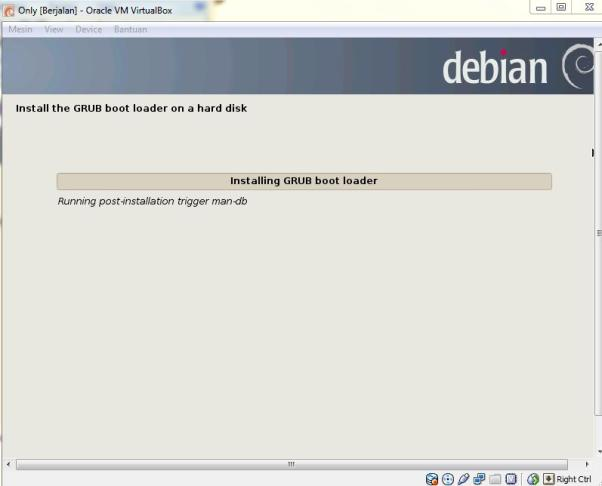 Only [Berjalan] - Oracle VM VirtualBox
Mesin View Device Bantuan
debian
Install the GRUB boot loader on a hard disk
Installing GRUB boot loader
Running post-installation trigger man-db
Right Ctrl